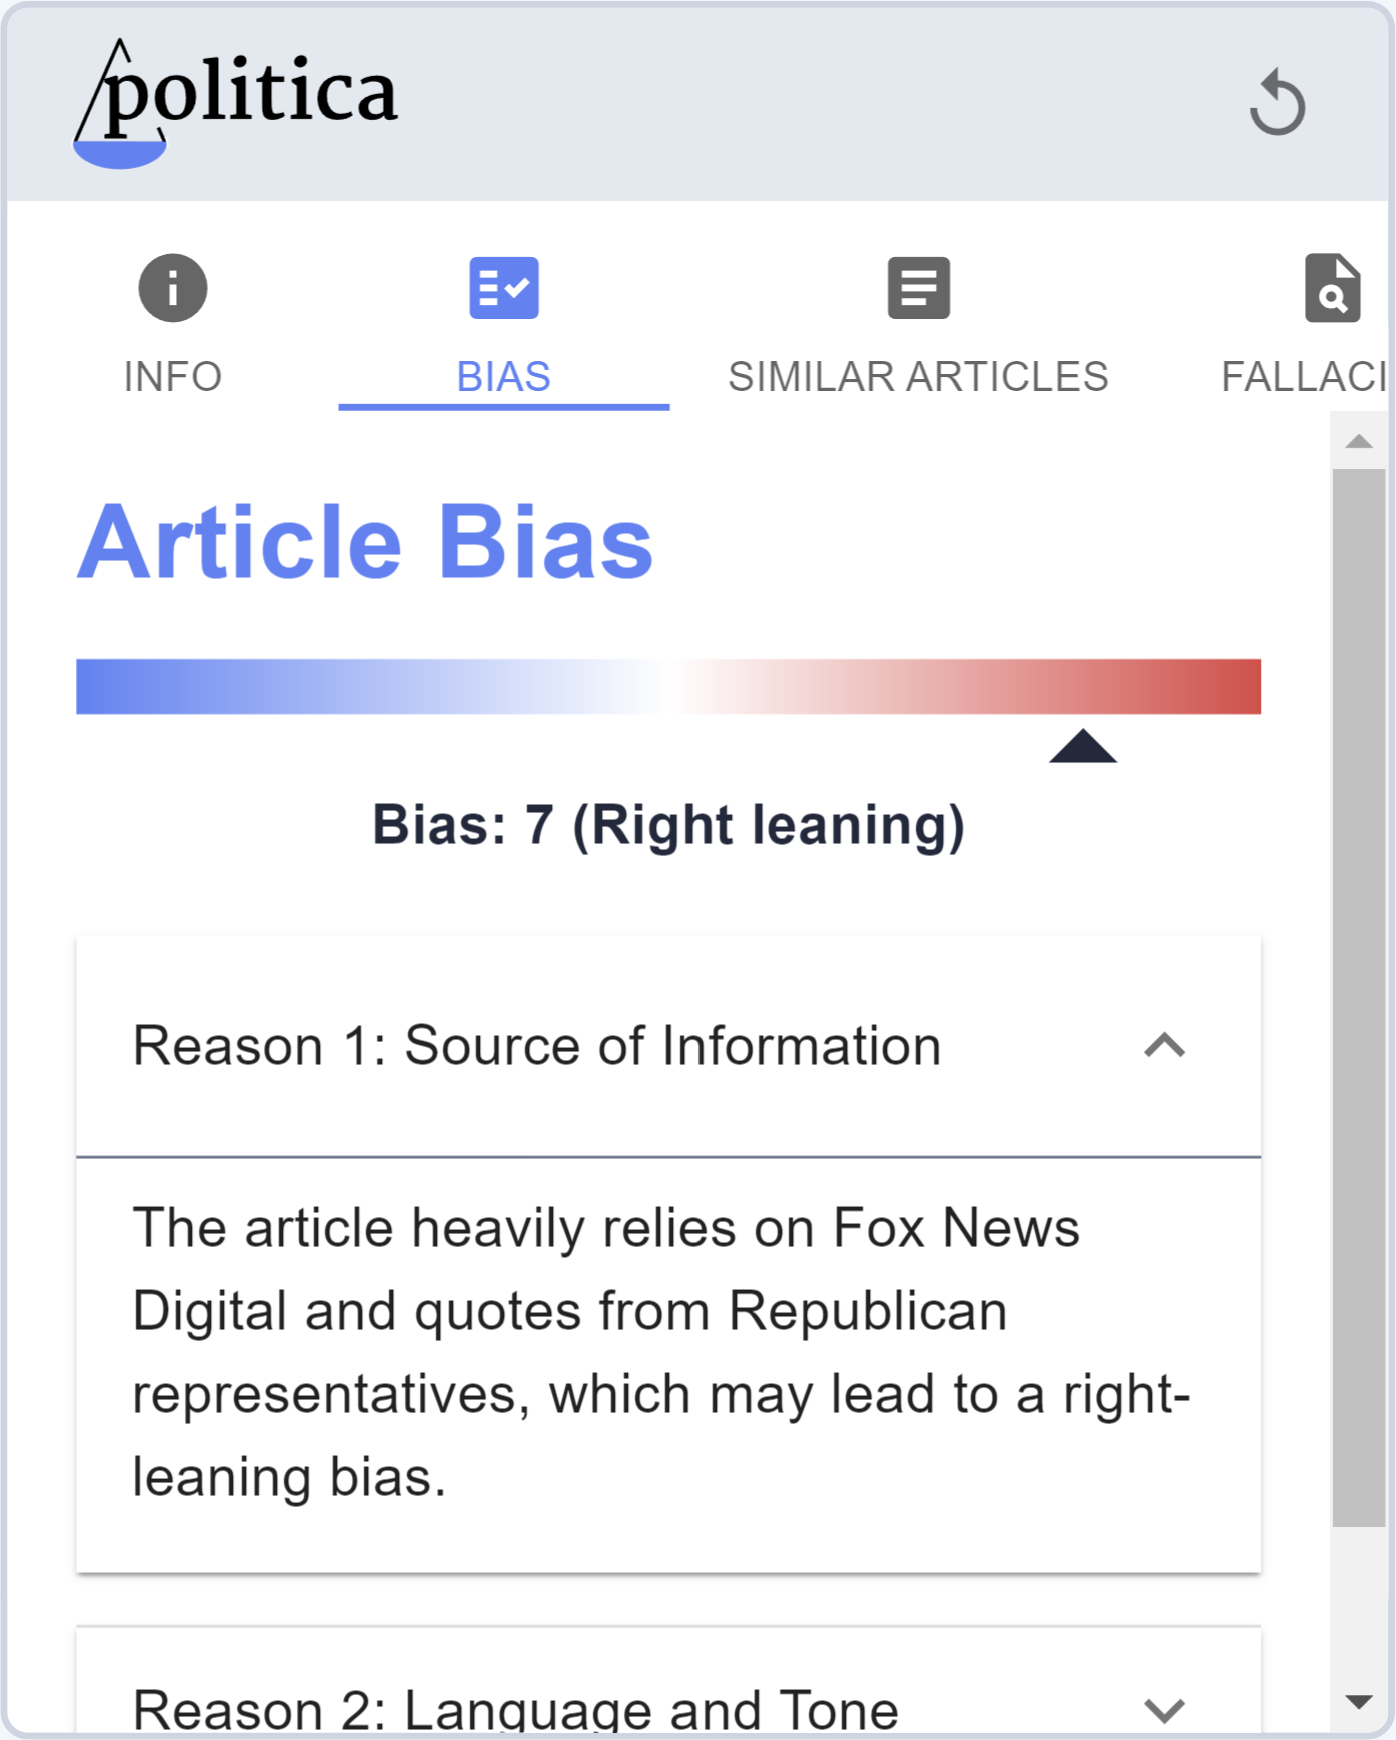 politica
INFO
BIAS
SIMILAR ARTICLES
FALLACI
Article Bias
Bias: 7 (Right leaning)
Reason 1: Source of Information
The article heavily relies on Fox News
Digital and quotes from Republican
representatives, which may lead to a right-
leaning bias.
Reason 2: Language and Tone